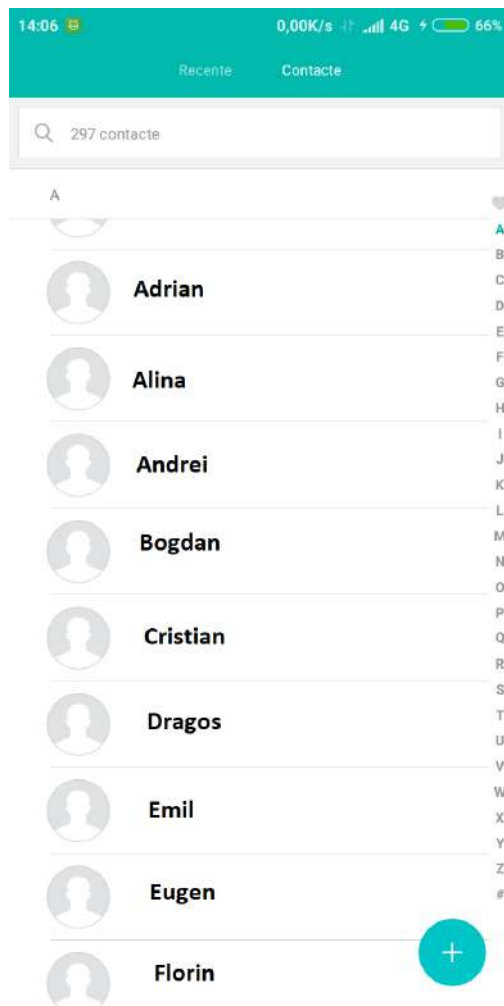 14:06 0,00K/s 4G 66%
Recente Contacte
297 contacte
A
Adrian
Alina
Andrei
Bogdan
Cristian
Dragos
Emil
Eugen
Florin
A
B
C
D
E
F
G
H
I
J
K
L
M
N
O
P
Q
R
S
T
U
V
W
X
Y
Z
#
+